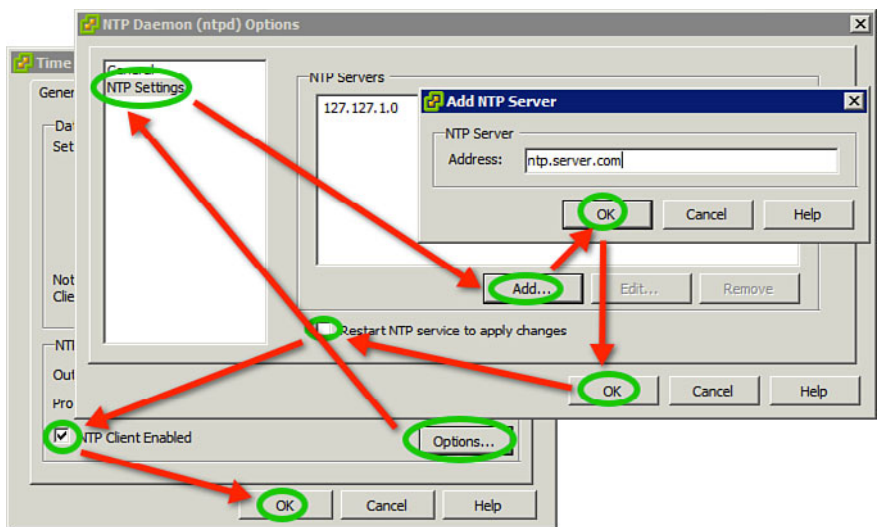 NTP Daemon (ntpd) Options
Time
General
NTP Settings
NTP Servers
127.127.1.0
Add NTP Server
NTP Server
Address:
ntp.server.com
OK
Cancel
Help
Add...
Edit...
Remove
Restart NTP service to apply changes
OK
Cancel
Help
Gener
Dat
Set
Not
Clie
NTI
Out
Pro
NTP Client Enabled
Options...
OK
Cancel
Help